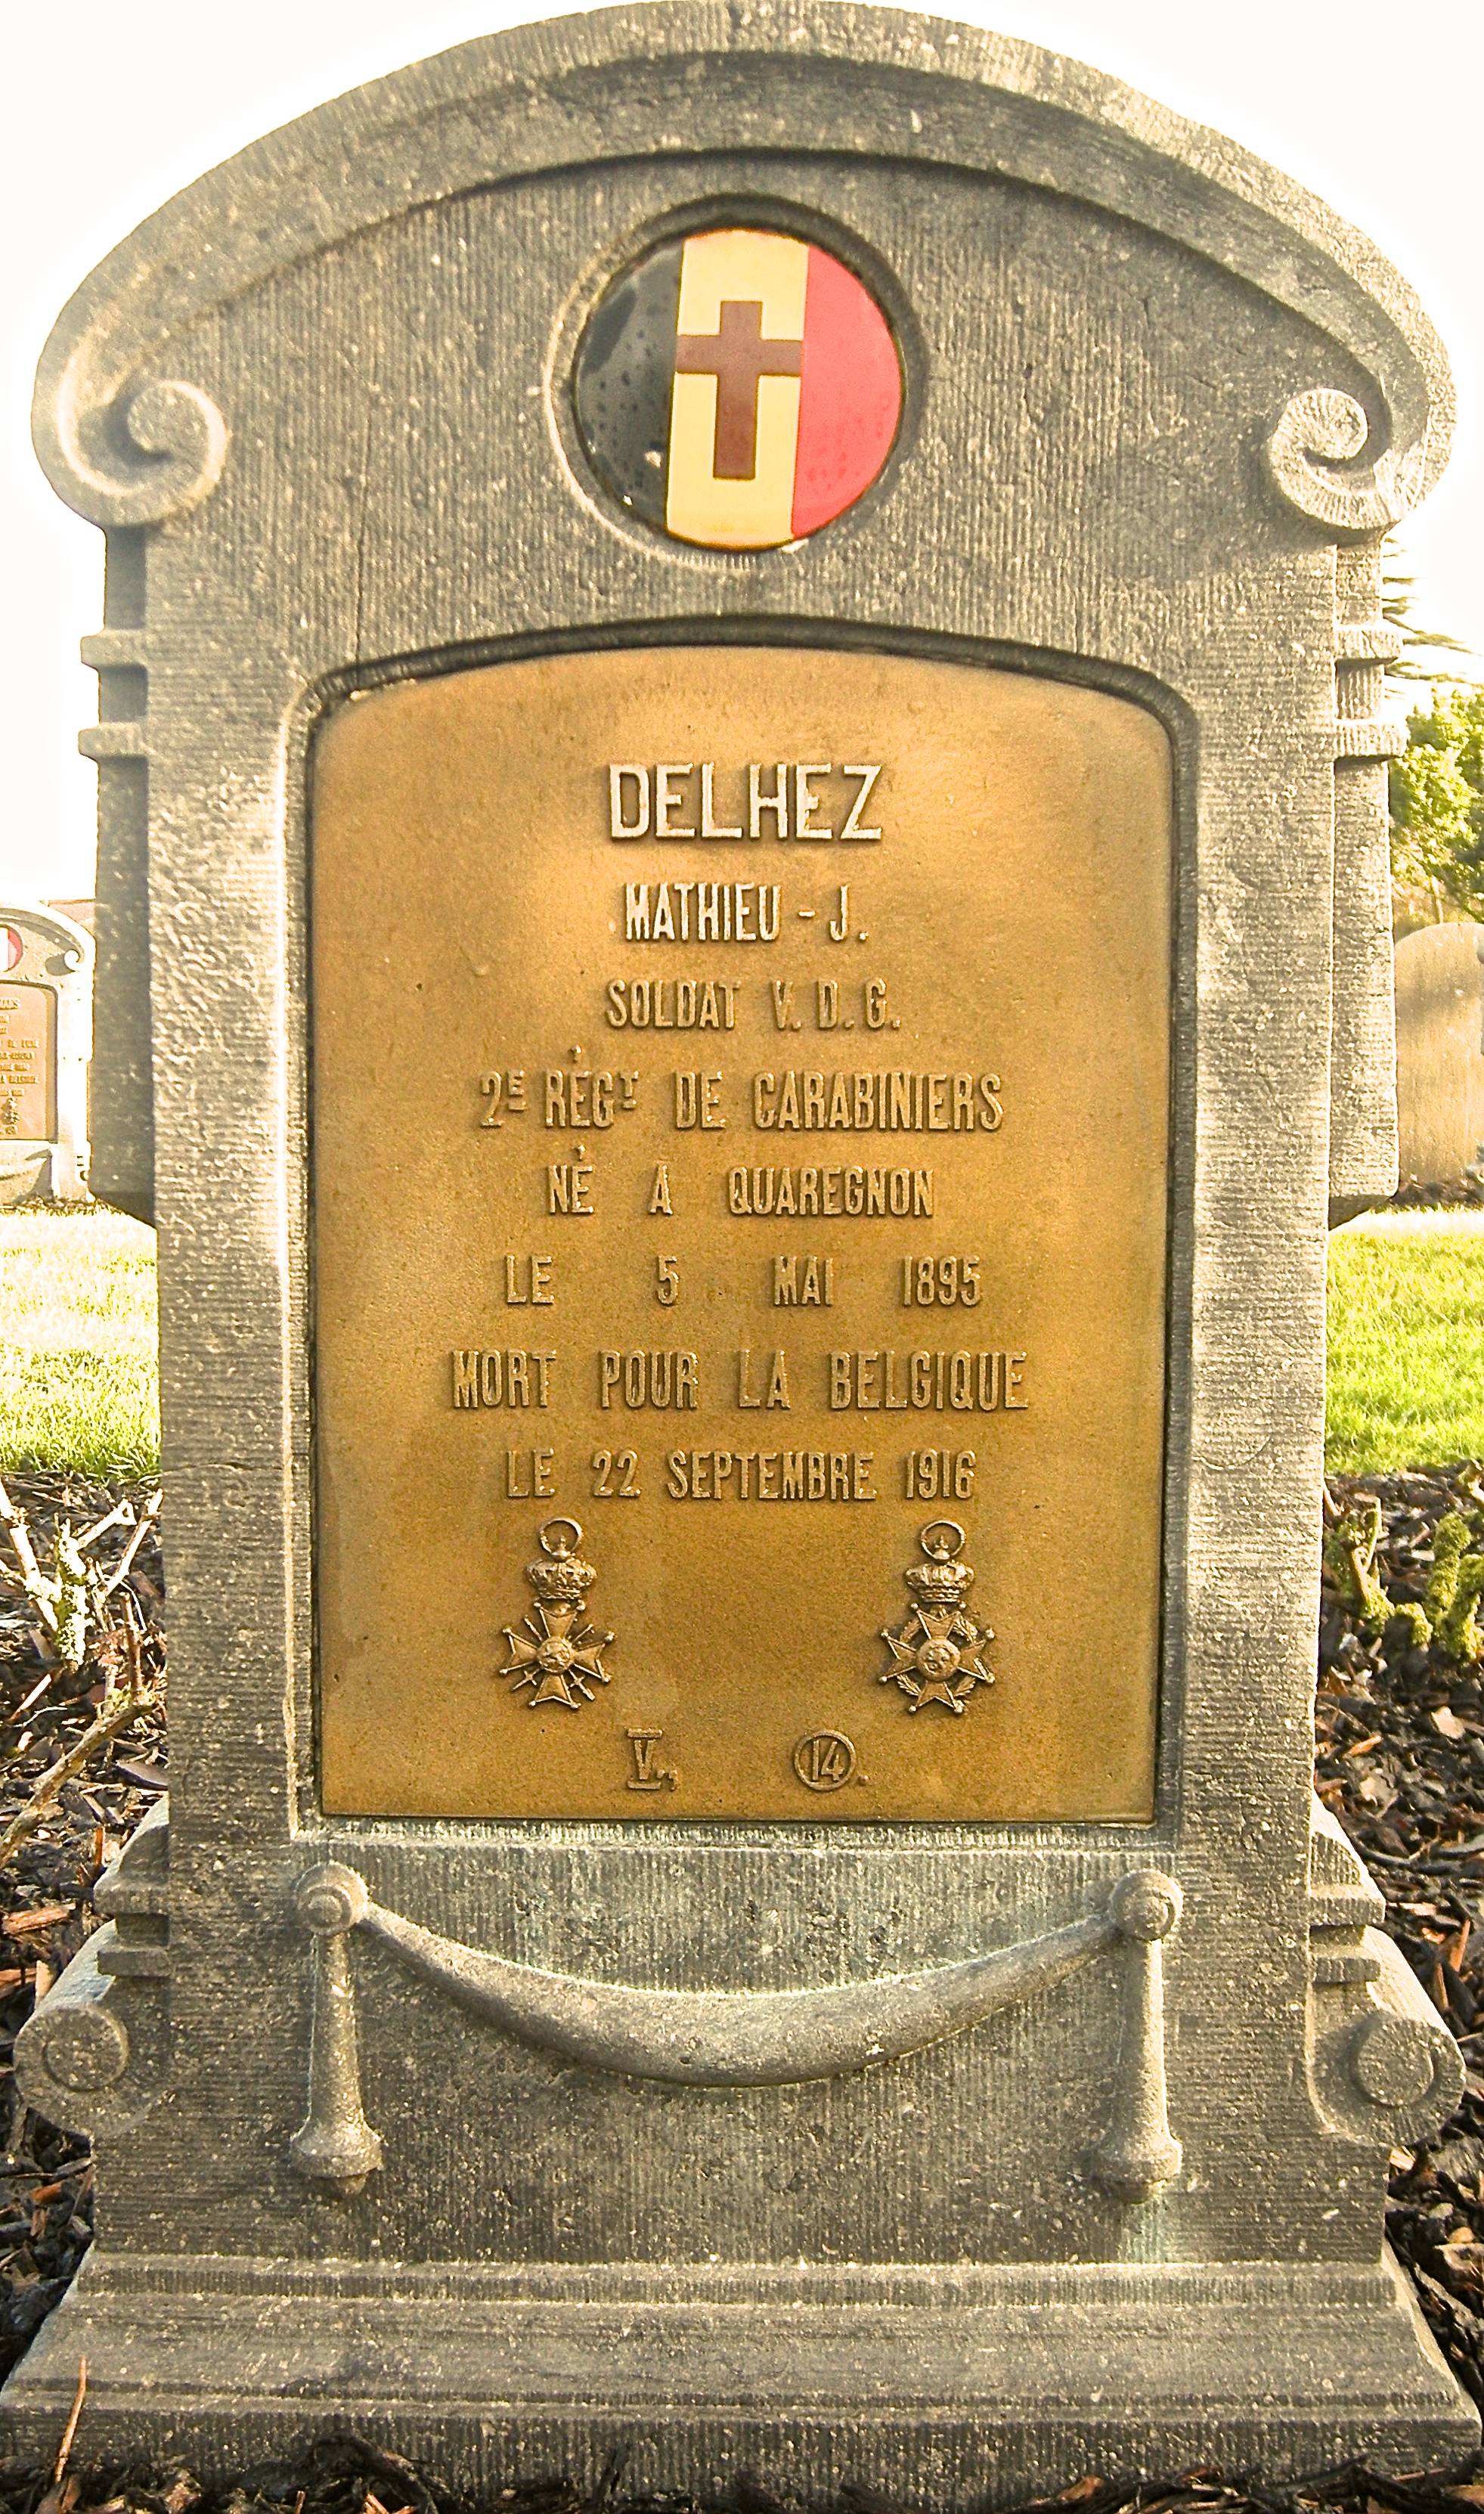 DELHEZ
MATHIEU - J.
SOLDAT V. D. G.
2E RÉGT DE CARABINIERS
NÉ A QUAREGNON
LE 5 MAI 1895
MORT POUR LA BELGIQUE
LE 22 SEPTEMBRE 1916
V., 14.